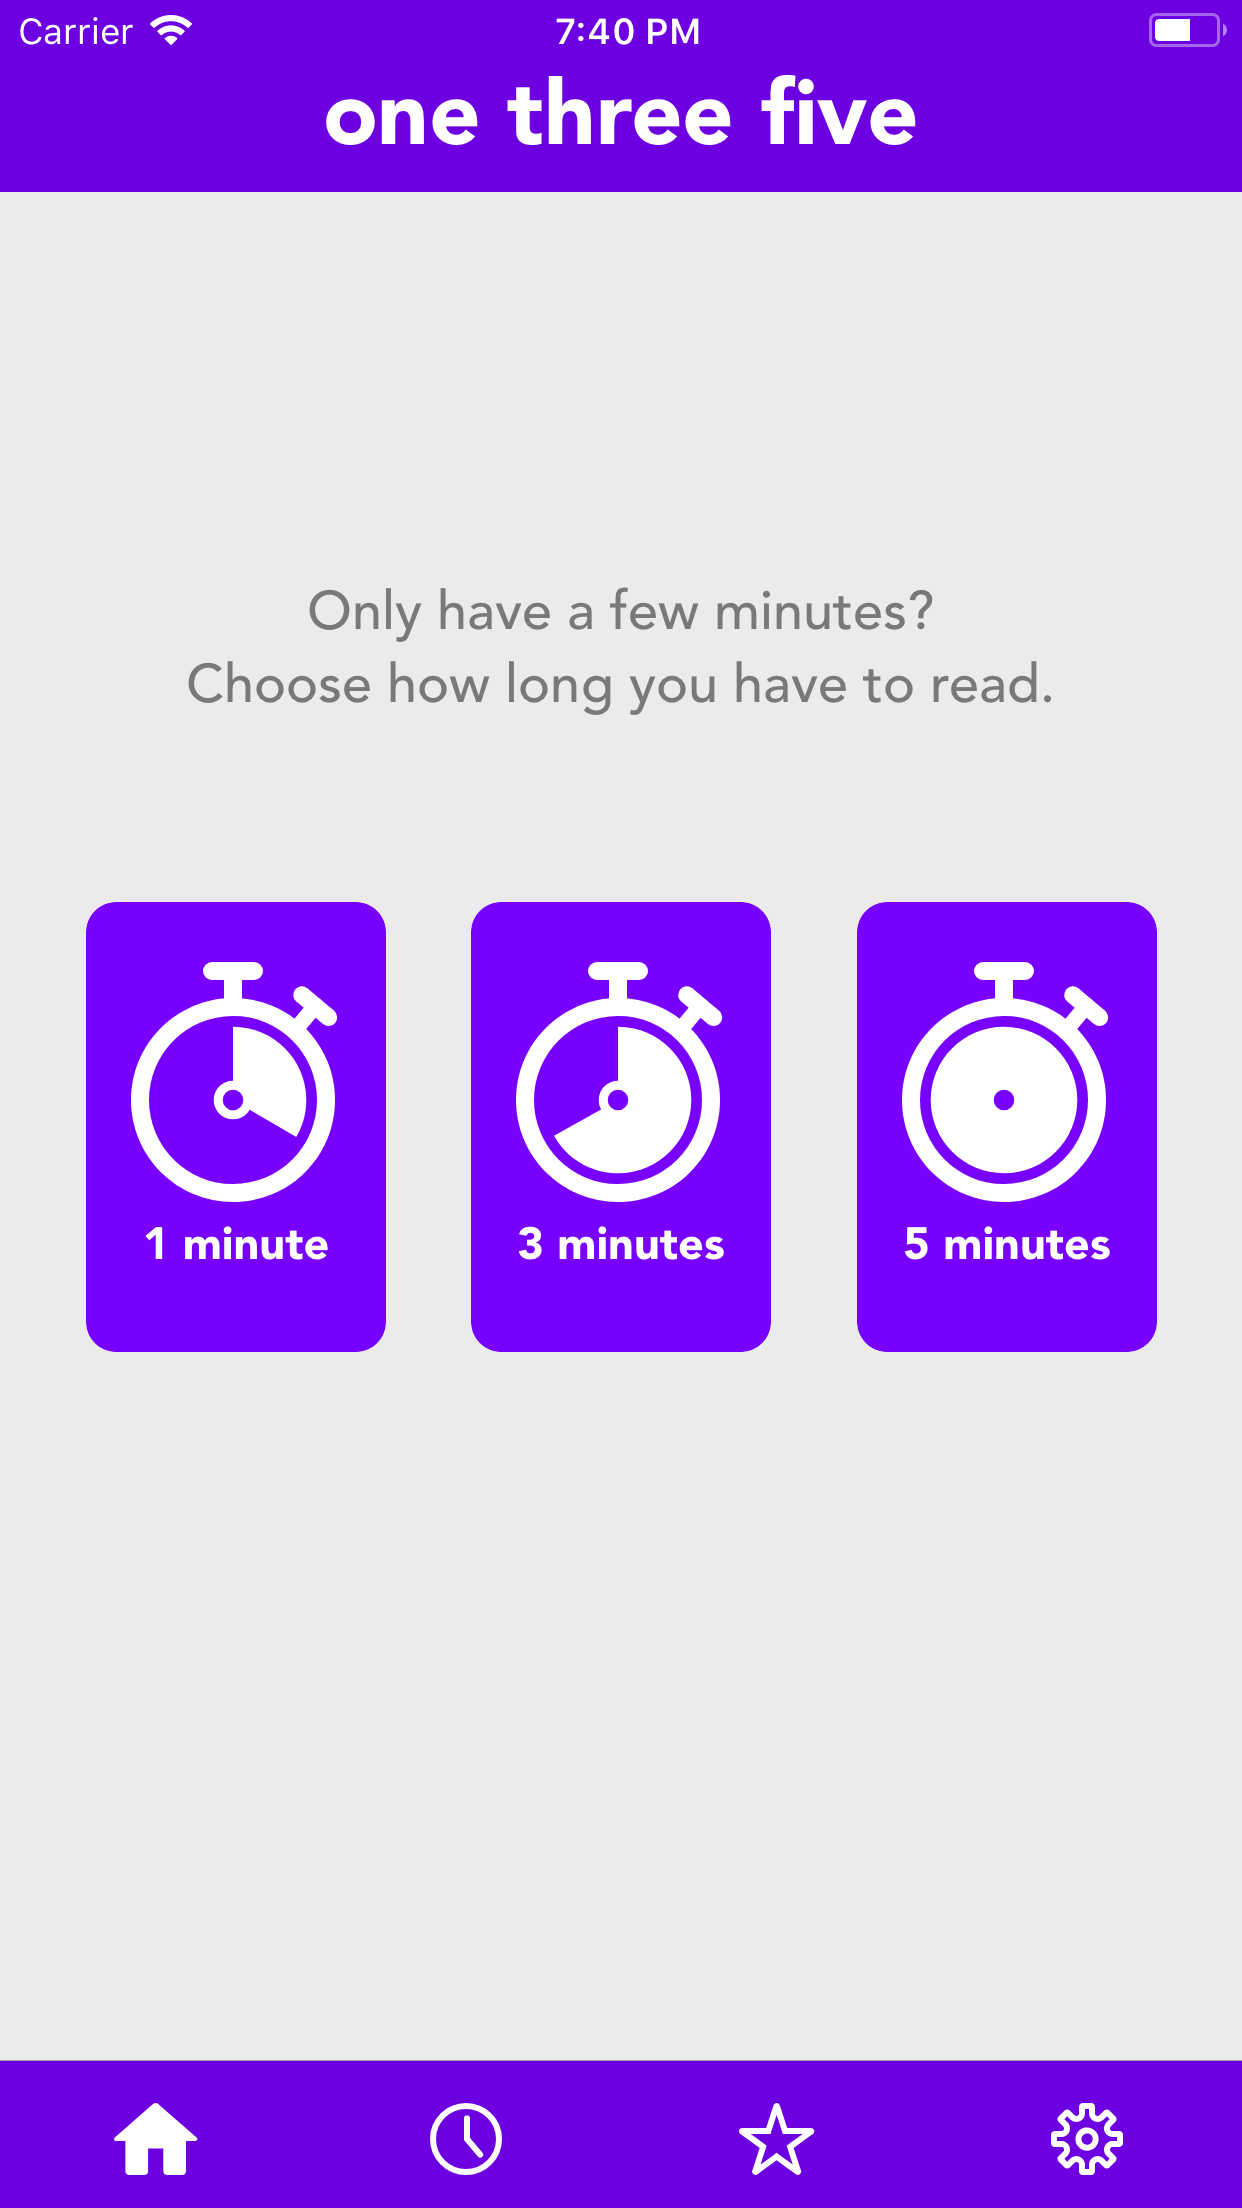 Carrier 7:40 PM
one three five
Only have a few minutes?
Choose how long you have to read.
1 minute 3 minutes 5 minutes